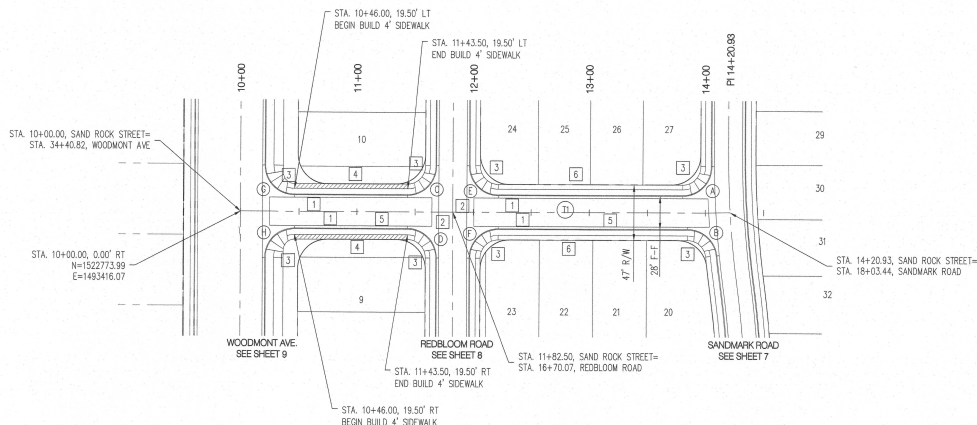 STA. 10+46.00, 19.50' LT
BEGIN BUILD 4' SIDEWALK
STA. 11+43.50, 19.50' LT
END BUILD 4' SIDEWALK
10+00
11+00
12+00
13+00
14+00
PI 14+20.93
STA. 10+00.00, SAND ROCK STREET=
STA. 34+40.82, WOODMONT AVE
10
24
25
26
27
29
30
31
32
3
4
3
3
6
3
G
C
E
A
1
1
5
2
2
1
1
T1
5
H
D
F
B
3
4
3
3
6
3
47' R/W
28' F-F
STA. 10+00.00, 0.00' RT
N=1522773.99
E=1493416.07
STA. 14+20.93, SAND ROCK STREET=
STA. 18+03.44, SANDMARK ROAD
9
23
22
21
20
WOODMONT AVE.
SEE SHEET 9
REDBLOOM ROAD
SEE SHEET 8
SANDMARK ROAD
SEE SHEET 7
STA. 11+82.50, SAND ROCK STREET=
STA. 16+70.07, REDBLOOM ROAD
STA. 11+43.50, 19.50' RT
END BUILD 4' SIDEWALK
STA. 10+46.00, 19.50' RT
BEGIN BUILD 4' SIDEWALK